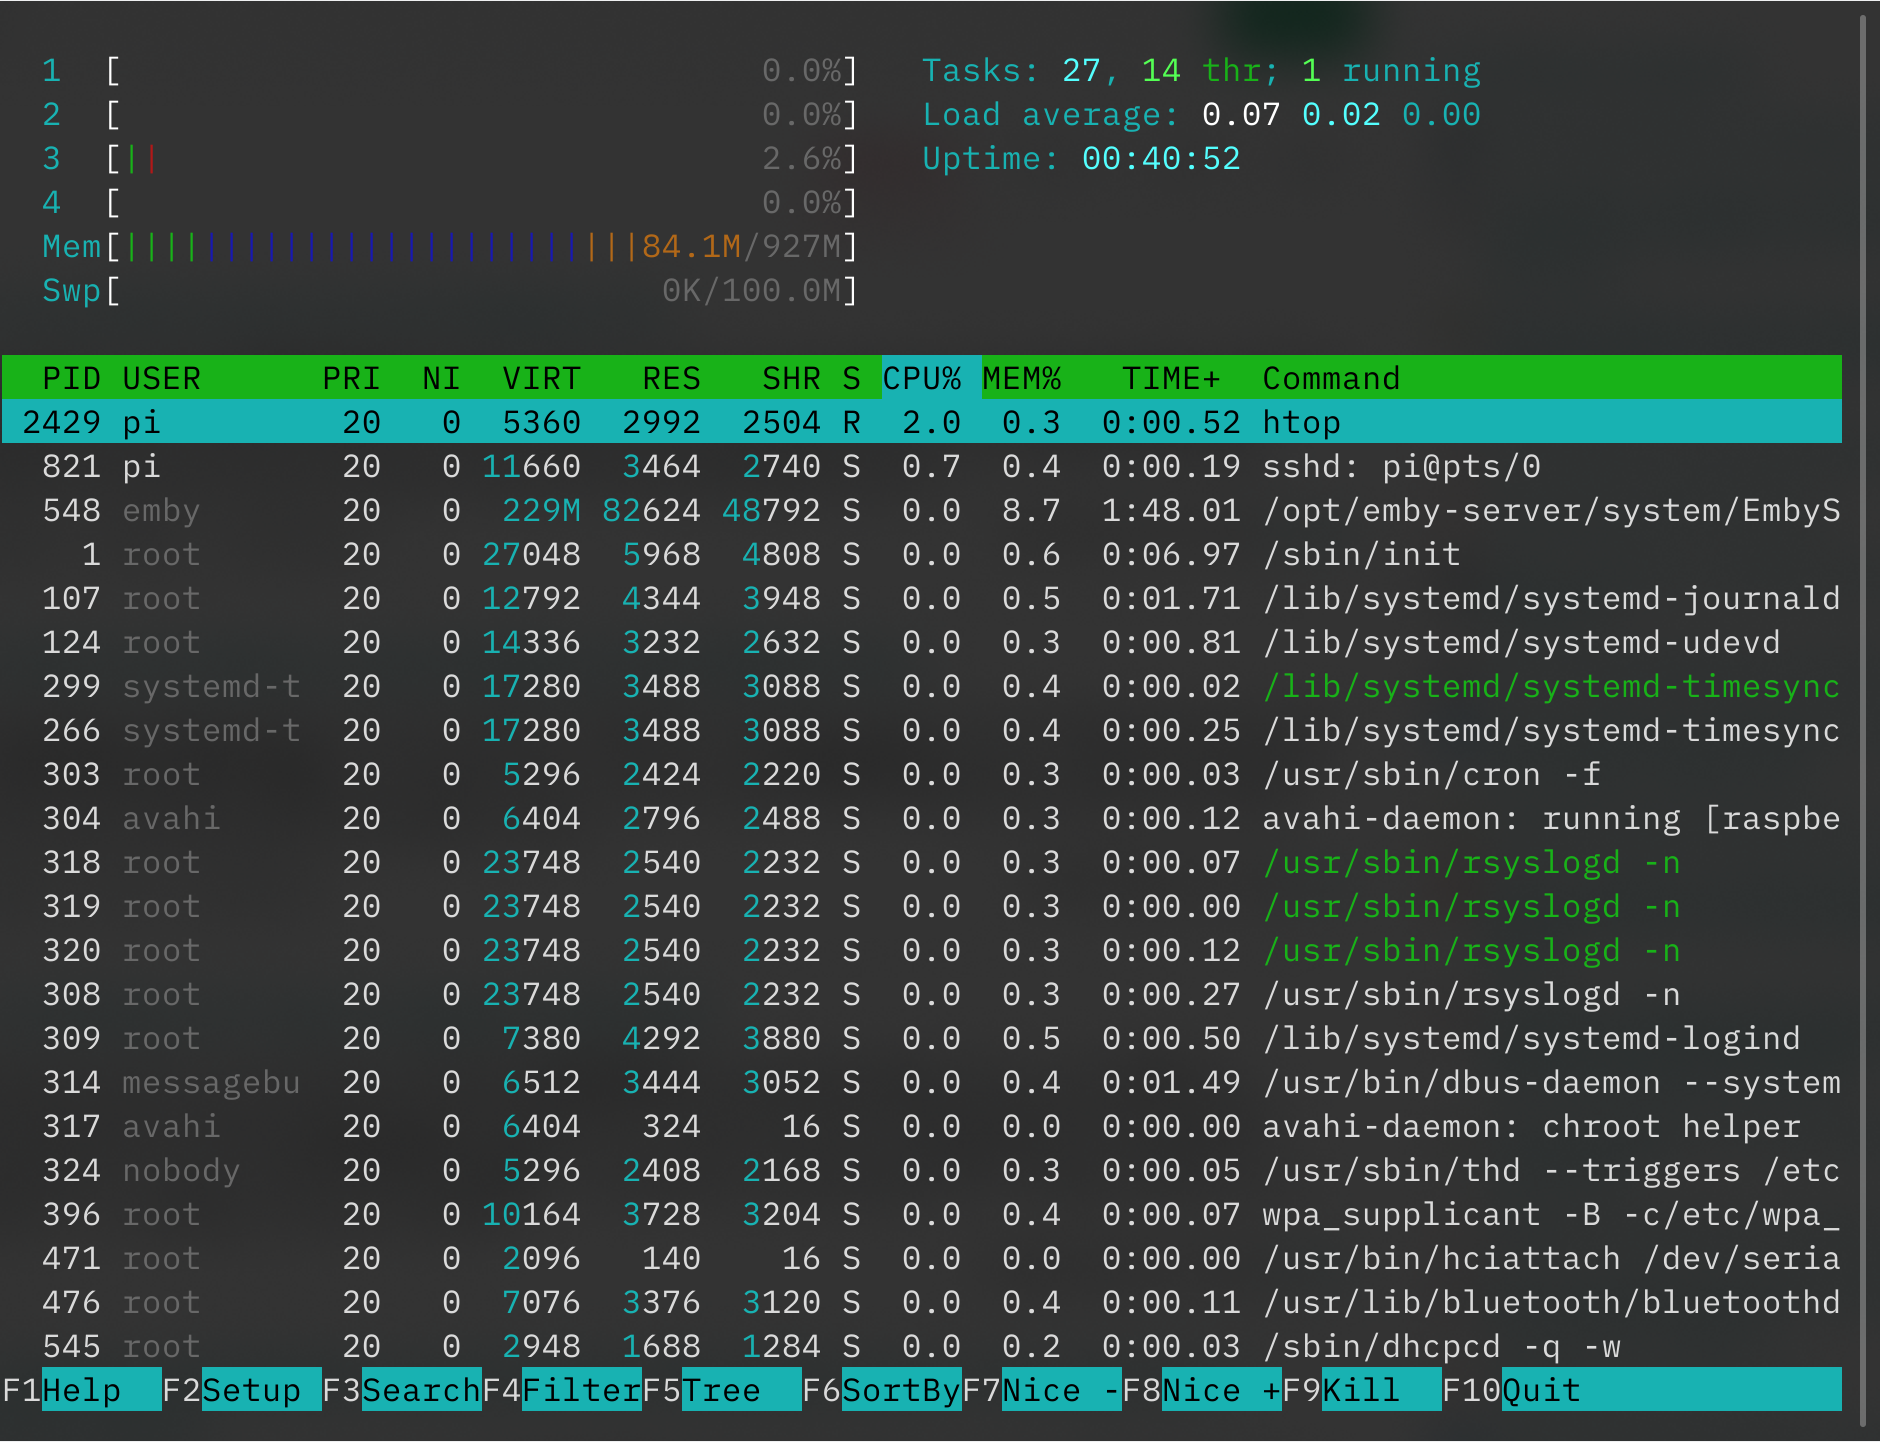 1 [ 0.0%] Tasks: 27, 14 thr; 1 running
2 [ 0.0%] Load average: 0.07 0.02 0.00
3 [|| 2.6%] Uptime: 00:40:52
4 [ 0.0%]
Mem[||||||||||||||||||||||||||84.1M/927M]
Swp[ 0K/100.0M]
PID USER PRI NI VIRT RES SHR S CPU% MEM% TIME+ Command
2429 pi 20 0 5360 2992 2504 R 2.0 0.3 0:00.52 htop
821 pi 20 0 11660 3464 2740 S 0.7 0.4 0:00.19 sshd: pi@pts/0
548 emby 20 0 229M 82624 48792 S 0.0 8.7 1:48.01 /opt/emby-server/system/EmbyS
1 root 20 0 27048 5968 4808 S 0.0 0.6 0:06.97 /sbin/init
107 root 20 0 12792 4344 3948 S 0.0 0.5 0:01.71 /lib/systemd/systemd-journald
124 root 20 0 14336 3232 2632 S 0.0 0.3 0:00.81 /lib/systemd/systemd-udevd
299 systemd-t 20 0 17280 3488 3088 S 0.0 0.4 0:00.02 /lib/systemd/systemd-timesync
266 systemd-t 20 0 17280 3488 3088 S 0.0 0.4 0:00.25 /lib/systemd/systemd-timesync
303 root 20 0 5296 2424 2220 S 0.0 0.3 0:00.03 /usr/sbin/cron -f
304 avahi 20 0 6404 2796 2488 S 0.0 0.3 0:00.12 avahi-daemon: running [raspbe
318 root 20 0 23748 2540 2232 S 0.0 0.3 0:00.07 /usr/sbin/rsyslogd -n
319 root 20 0 23748 2540 2232 S 0.0 0.3 0:00.00 /usr/sbin/rsyslogd -n
320 root 20 0 23748 2540 2232 S 0.0 0.3 0:00.12 /usr/sbin/rsyslogd -n
308 root 20 0 23748 2540 2232 S 0.0 0.3 0:00.27 /usr/sbin/rsyslogd -n
309 root 20 0 7380 4292 3880 S 0.0 0.5 0:00.50 /lib/systemd/systemd-logind
314 messagebu 20 0 6512 3444 3052 S 0.0 0.4 0:01.49 /usr/bin/dbus-daemon --system
317 avahi 20 0 6404 324 16 S 0.0 0.0 0:00.00 avahi-daemon: chroot helper
324 nobody 20 0 5296 2408 2168 S 0.0 0.3 0:00.05 /usr/sbin/thd --triggers /etc
396 root 20 0 10164 3728 3204 S 0.0 0.4 0:00.07 wpa_supplicant -B -c/etc/wpa_
471 root 20 0 2096 140 16 S 0.0 0.0 0:00.00 /usr/bin/hciattach /dev/seria
476 root 20 0 7076 3376 3120 S 0.0 0.4 0:00.11 /usr/lib/bluetooth/bluetoothd
545 root 20 0 2948 1688 1284 S 0.0 0.2 0:00.03 /sbin/dhcpcd -q -w
F1Help F2Setup F3SearchF4FilterF5Tree F6SortByF7Nice -F8Nice +F9Kill F10Quit